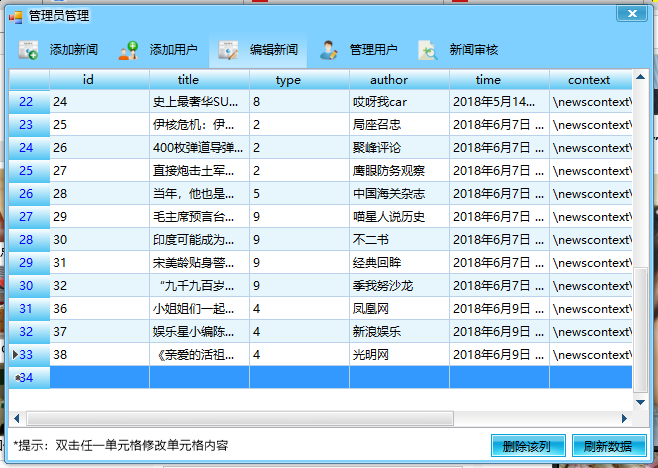 管理员管理
添加新闻 添加用户 编辑新闻 管理用户 新闻审核
id title type author time context
22 24 史上最奢华SU... 8 哎呀我car 2018年5月14... \newscontext\
23 25 伊核危机：伊... 2 局座召忠 2018年6月7日 ... \newscontext\
24 26 400枚弹道导弹... 2 聚峰评论 2018年6月7日 ... \newscontext\
25 27 直接炮击土军... 2 鹰眼防务观察 2018年6月7日 ... \newscontext\
26 28 当年，他也是... 5 中国海关杂志 2018年6月7日 ... \newscontext\
27 29 毛主席预言台... 9 喵星人说历史 2018年6月7日 ... \newscontext\
28 30 印度可能成为... 9 不二书 2018年6月7日 ... \newscontext\
29 31 宋美龄贴身警... 9 经典回眸 2018年6月7日 ... \newscontext\
30 32 “九千九百岁... 9 季我努沙龙 2018年6月7日 ... \newscontext\
31 36 小姐姐们一起... 4 凤凰网 2018年6月9日 ... \newscontext\
32 37 娱乐星小编陈... 4 新浪娱乐 2018年6月9日 ... \newscontext\
33 38 《亲爱的活祖... 4 光明网 2018年6月9日 ... \newscontext\
*34
*提示：双击任一单元格修改单元格内容 删除该列 刷新数据